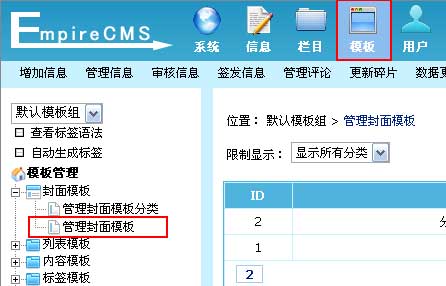 EmpireCMS
系统 信息 栏目 模板 用户
增加信息 管理信息 审核信息 签发信息 管理评论 更新碎片 数据更
默认模板组
查看标签语法
自动生成标签
模板管理
封面模板
管理封面模板分类
管理封面模板
列表模板
内容模板
标签模板
位置： 默认模板组 > 管理封面模板
限制显示： 显示所有分类
ID
2
1
2